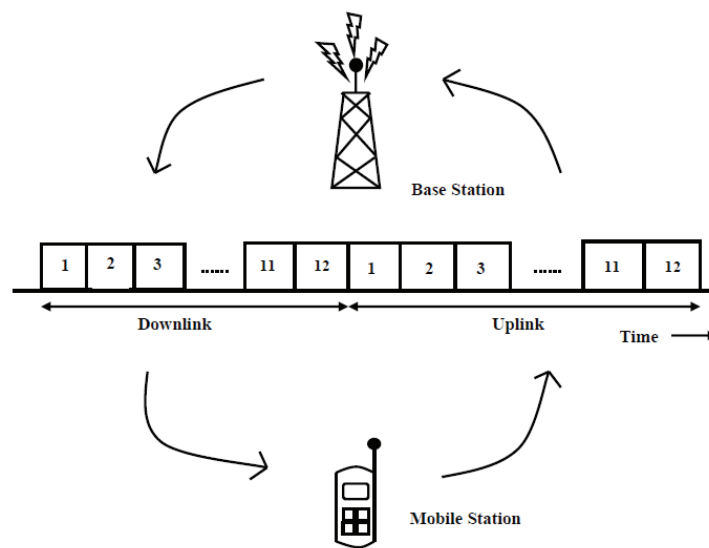 Base Station
1 2 3 ...... 11 12 1 2 3 ...... 11 12
Downlink Uplink
Time
Mobile Station